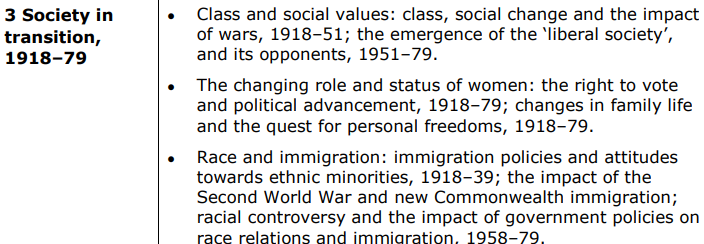 3 Society in
transition,
1918–79
• Class and social values: class, social change and the impact
of wars, 1918–51; the emergence of the ‘liberal society’,
and its opponents, 1951–79.
• The changing role and status of women: the right to vote
and political advancement, 1918–79; changes in family life
and the quest for personal freedoms, 1918–79.
• Race and immigration: immigration policies and attitudes
towards ethnic minorities, 1918–39; the impact of the
Second World War and new Commonwealth immigration;
racial controversy and the impact of government policies on
race relations and immigration, 1958–79.